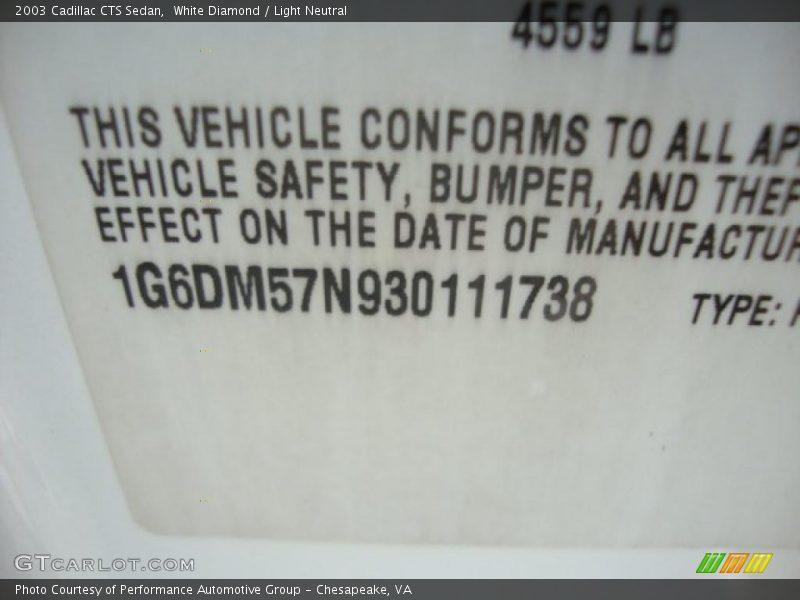 2003 Cadillac CTS Sedan,  White Diamond / Light Neutral
4559 LB
THIS VEHICLE CONFORMS TO ALL AP
VEHICLE SAFETY, BUMPER, AND THEF
EFFECT ON THE DATE OF MANUFACTUR
1G6DM57N930111738 TYPE:
GTCARLOT.COM
Photo Courtesy of Performance Automotive Group - Chesapeake, VA